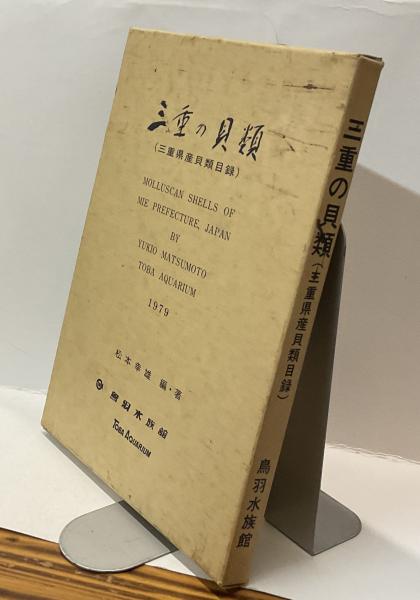 三重の貝類
(三重県産貝類目録)
MOLLUSCAN SHELLS OF
MIE PREFECTURE, JAPAN
BY
YUKIO MATSUMOTO
TOBA AQUARIUM
1979
松本幸雄 編・著
鳥羽水族館
TOBA AQUARIUM
三重の貝類(三重県産貝類目録)
鳥羽水族館